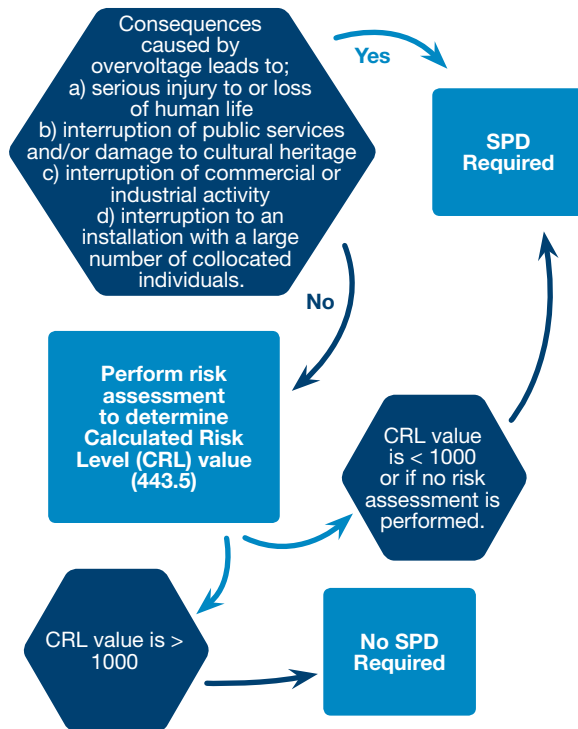 Consequences
caused by
overvoltage leads to;
a) serious injury to or loss
of human life
b) interruption of public services
and/or damage to cultural heritage
c) interruption of commercial or
industrial activity
d) interruption to an
installation with a large
number of collocated
individuals.
Yes
SPD
Required
No
Perform risk
assessment
to determine
Calculated Risk
Level (CRL) value
(443.5)
CRL value
is < 1000
or if no risk
assessment is
performed.
CRL value is >
1000
No SPD
Required